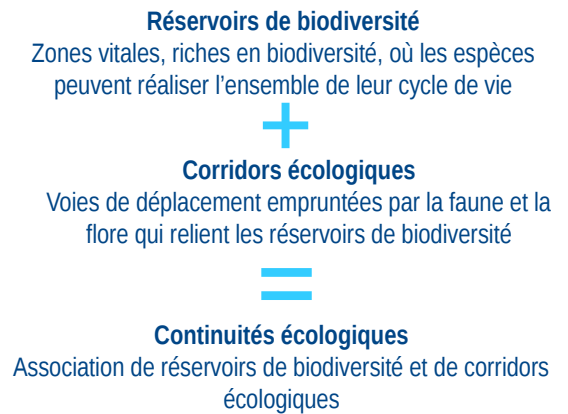 Réservoirs de biodiversité
Zones vitales, riches en biodiversité, où les espèces
peuvent réaliser l’ensemble de leur cycle de vie
+
Corridors écologiques
Voies de déplacement empruntées par la faune et la
flore qui relient les réservoirs de biodiversité
=
Continuités écologiques
Association de réservoirs de biodiversité et de corridors
écologiques